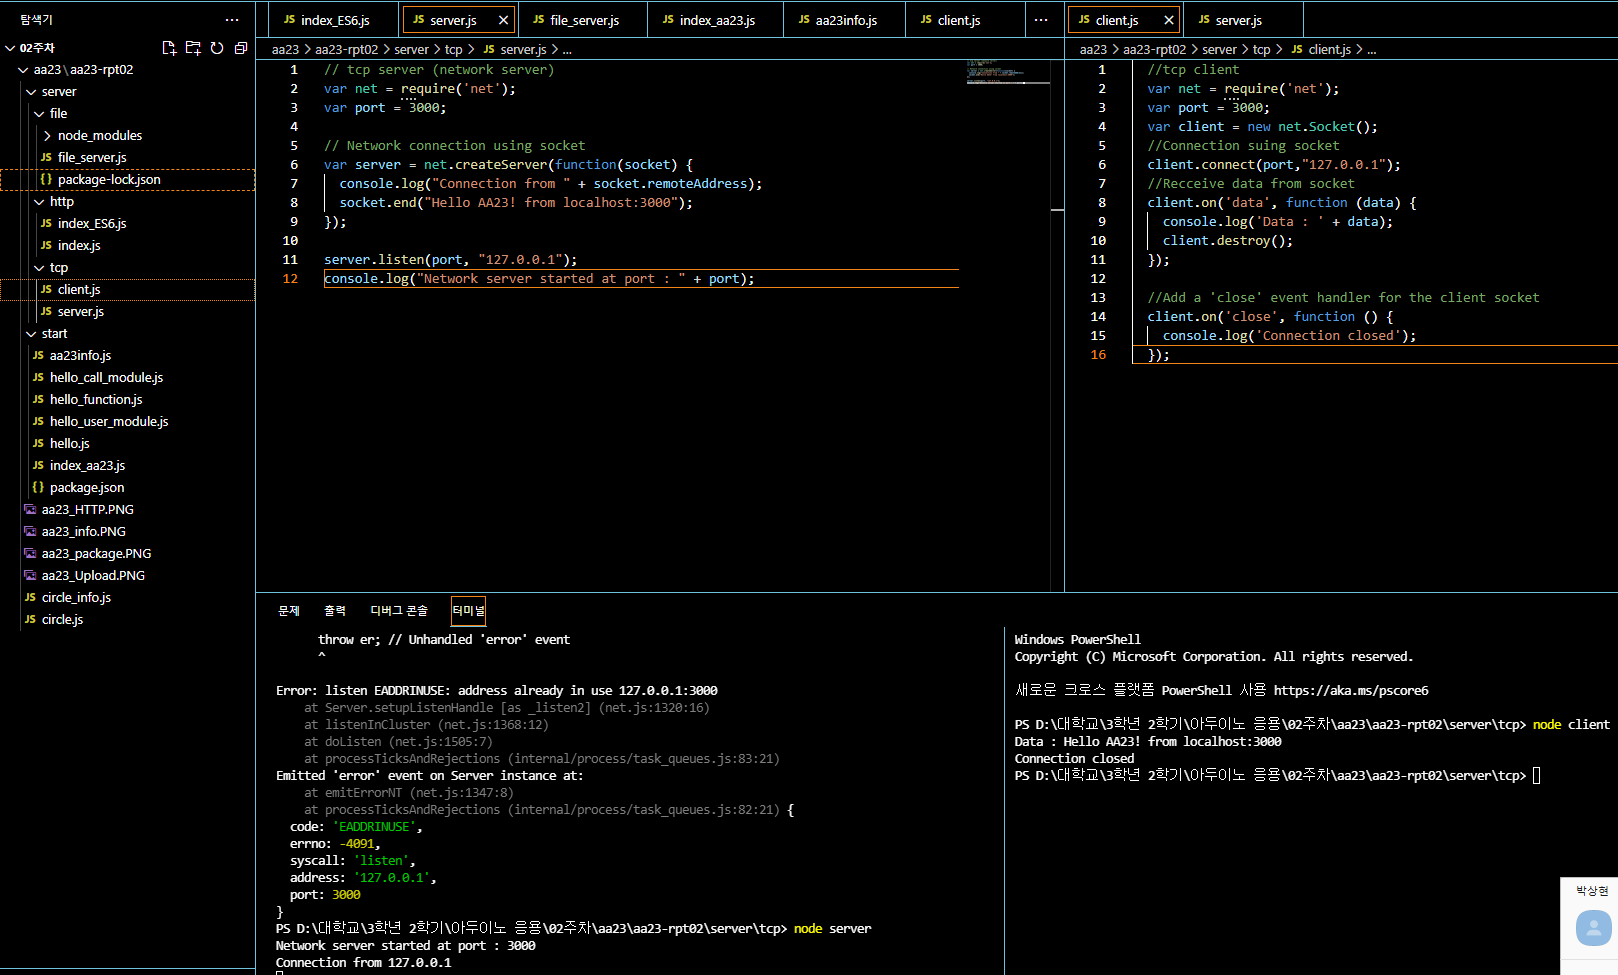 탐색기
02주차
aa23\aa23-rpt02
server
file
node_modules
JS file_server.js
{} package-lock.json
http
JS index_ES6.js
JS index.js
tcp
JS client.js
JS server.js
start
JS aa23info.js
JS hello_call_module.js
JS hello_function.js
JS hello_user_module.js
JS hello.js
JS index_aa23.js
{} package.json
aa23_HTTP.PNG
aa23_info.PNG
aa23_package.PNG
aa23_Upload.PNG
JS circle_info.js
JS circle.js
JS index_ES6.js JS server.js JS file_server.js JS index_aa23.js JS aa23info.js JS client.js
aa23 > aa23-rpt02 > server > tcp > JS server.js > ...
1 // tcp server (network server)
2 var net = require('net');
3 var port = 3000;
4
5 // Network connection using socket
6 var server = net.createServer(function(socket) {
7 console.log("Connection from " + socket.remoteAddress);
8 socket.end("Hello AA23! from localhost:3000");
9 });
10
11 server.listen(port, "127.0.0.1");
12 console.log("Network server started at port : " + port);
JS client.js JS server.js
aa23 > aa23-rpt02 > server > tcp > JS client.js > ...
1 //tcp client
2 var net = require('net');
3 var port = 3000;
4 var client = new net.Socket();
5 //Connection suing socket
6 client.connect(port,"127.0.0.1");
7 //Recceive data from socket
8 client.on('data', function (data) {
9 console.log('Data : ' + data);
10 client.destroy();
11 });
12
13 //Add a 'close' event handler for the client socket
14 client.on('close', function () {
15 console.log('Connection closed');
16 });
문제 출력 디버그 콘솔 터미널
throw er; // Unhandled 'error' event
^
Error: listen EADDRINUSE: address already in use 127.0.0.1:3000
at Server.setupListenHandle [as _listen2] (net.js:1320:16)
at listenInCluster (net.js:1368:12)
at doListen (net.js:1505:7)
at processTicksAndRejections (internal/process/task_queues.js:83:21)
Emitted 'error' event on Server instance at:
at emitErrorNT (net.js:1347:8)
at processTicksAndRejections (internal/process/task_queues.js:82:21) {
code: 'EADDRINUSE',
errno: -4091,
syscall: 'listen',
address: '127.0.0.1',
port: 3000
}
PS D:\대학교\3학년 2학기\아두이노 응용\02주차\aa23\aa23-rpt02\server\tcp> node server
Network server started at port : 3000
Connection from 127.0.0.1
Windows PowerShell
Copyright (C) Microsoft Corporation. All rights reserved.
새로운 크로스 플랫폼 PowerShell 사용 https://aka.ms/pscore6
PS D:\대학교\3학년 2학기\아두이노 응용\02주차\aa23\aa23-rpt02\server\tcp> node client
Data : Hello AA23! from localhost:3000
Connection closed
PS D:\대학교\3학년 2학기\아두이노 응용\02주차\aa23\aa23-rpt02\server\tcp>
박상현